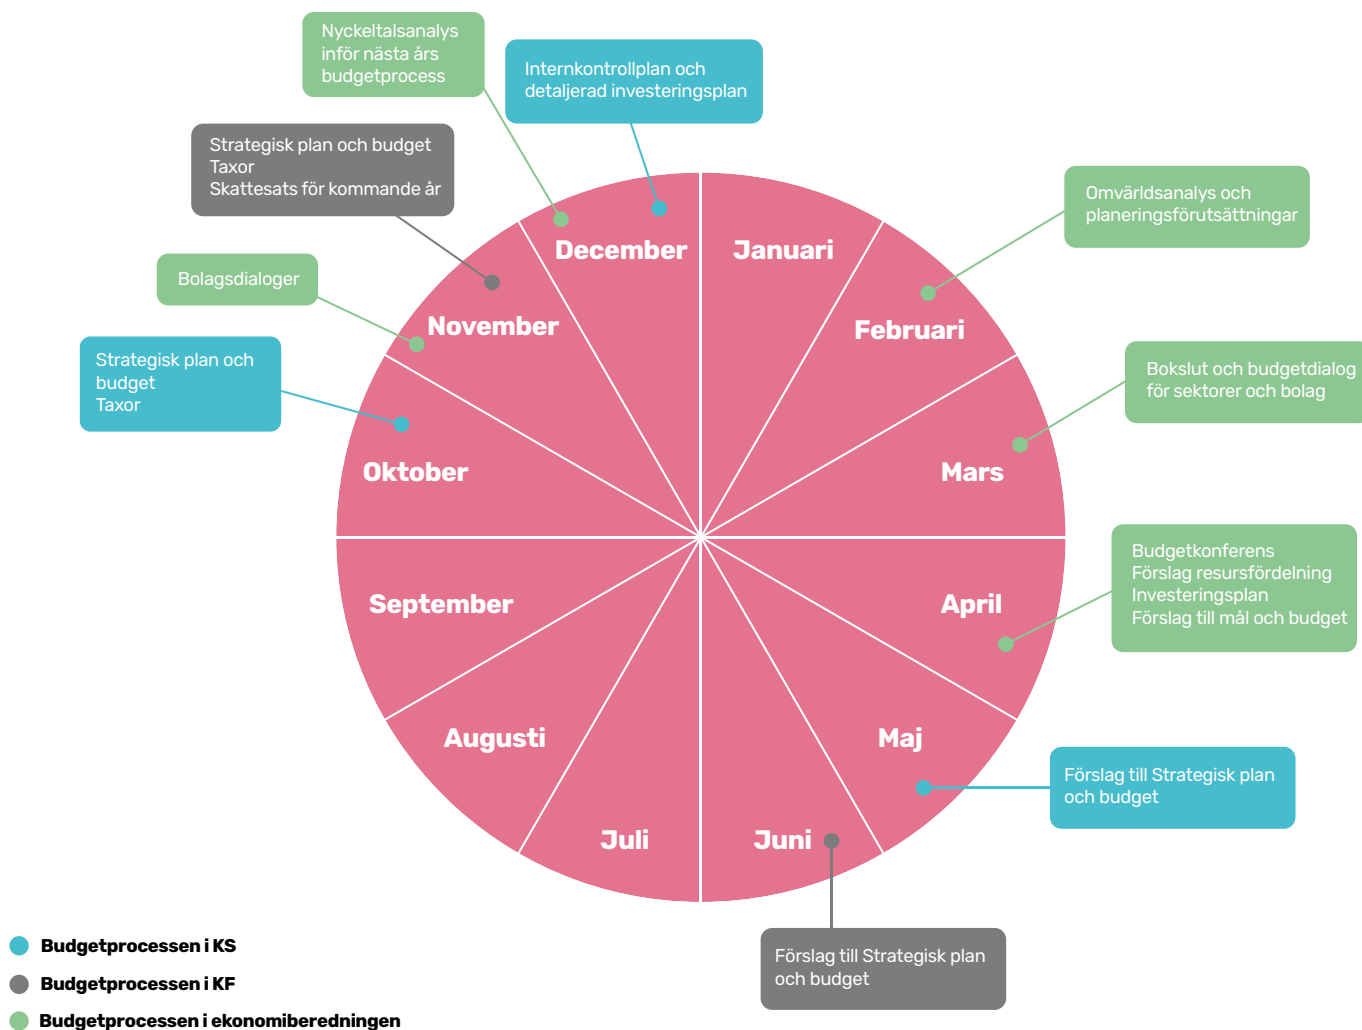 Nyckeltalsanalys
inför nästa års
budgetprocess
Internkontrollplan och
detaljerad investeringsplan
Strategisk plan och budget
Taxor
Skattesats för kommande år
Omvärldsanalys och
planeringsförutsättningar
Bolagsdialoger
Strategisk plan och
budget
Taxor
Bokslut och budgetdialog
för sektorer och bolag
Budgetkonferens
Förslag resursfördelning
Investeringsplan
Förslag till mål och budget
Förslag till Strategisk plan
och budget
Förslag till Strategisk plan
och budget
Januari
Februari
Mars
April
Maj
Juni
Juli
Augusti
September
Oktober
November
December
Budgetprocessen i KS
Budgetprocessen i KF
Budgetprocessen i ekonomiberedningen